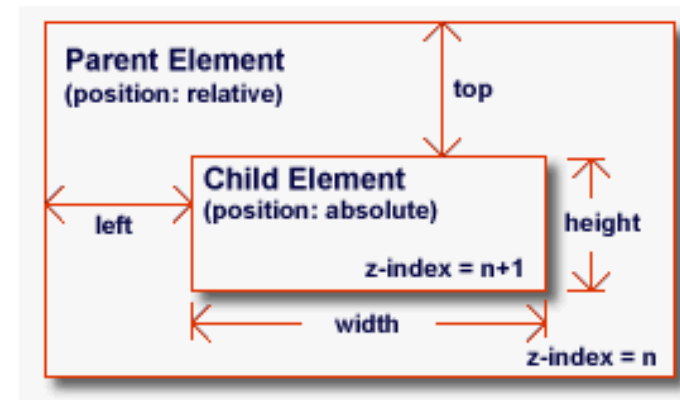 Parent Element
(position: relative)
top
Child Element
(position: absolute)
left
height
z-index = n+1
width
z-index = n